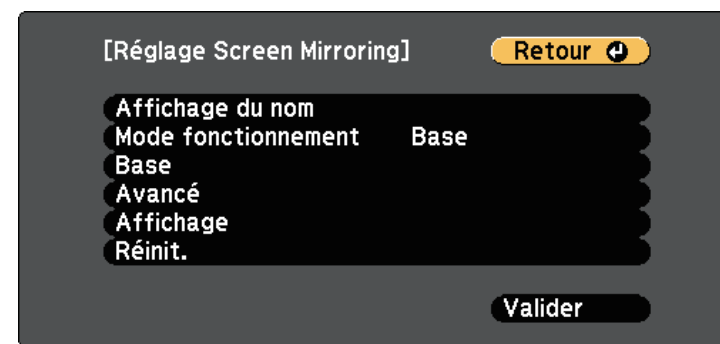 [Réglage Screen Mirroring] Retour
Affichage du nom
Mode fonctionnement Base
Base
Avancé
Affichage
Réinit.
Valider